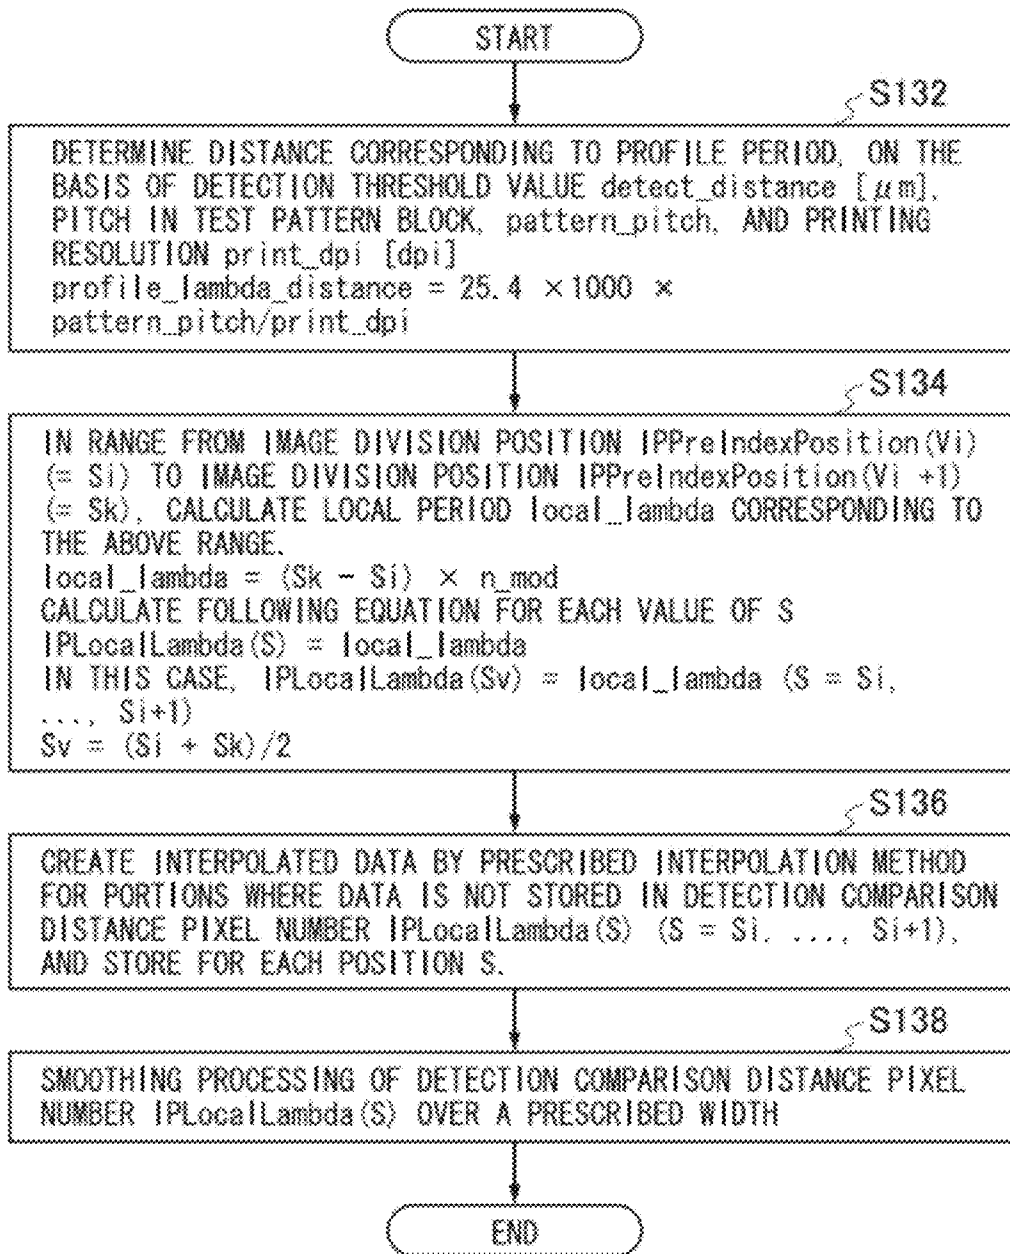 START
S132
DETERMINE DISTANCE CORRESPONDING TO PROFILE PERIOD, ON THE
BASIS OF DETECTION THRESHOLD VALUE detect_distance [μm],
PITCH IN TEST PATTERN BLOCK, pattern_pitch, AND PRINTING
RESOLUTION print_dpi [dpi]
profile_lambda_distance = 25.4 ×1000 ×
pattern_pitch/print_dpi
S134
IN RANGE FROM IMAGE DIVISION POSITION IPPreIndexPosition(Vi)
(= Si) TO IMAGE DIVISION POSITION IPPreIndexPosition(Vi +1)
(= Sk), CALCULATE LOCAL PERIOD local_lambda CORRESPONDING TO
THE ABOVE RANGE.
local_lambda = (Sk - Si) × n_mod
CALCULATE FOLLOWING EQUATION FOR EACH VALUE OF S
IPLocalLambda(S) = local_lambda
IN THIS CASE, IPLocalLambda(Sv) = local_lambda (S = Si,
..., Si+1)
Sv = (Si + Sk)/2
S136
CREATE INTERPOLATED DATA BY PRESCRIBED INTERPOLATION METHOD
FOR PORTIONS WHERE DATA IS NOT STORED IN DETECTION COMPARISON
DISTANCE PIXEL NUMBER IPLocalLambda(S) (S = Si, ..., Si+1),
AND STORE FOR EACH POSITION S.
S138
SMOOTHING PROCESSING OF DETECTION COMPARISON DISTANCE PIXEL
NUMBER IPLocalLambda(S) OVER A PRESCRIBED WIDTH
END